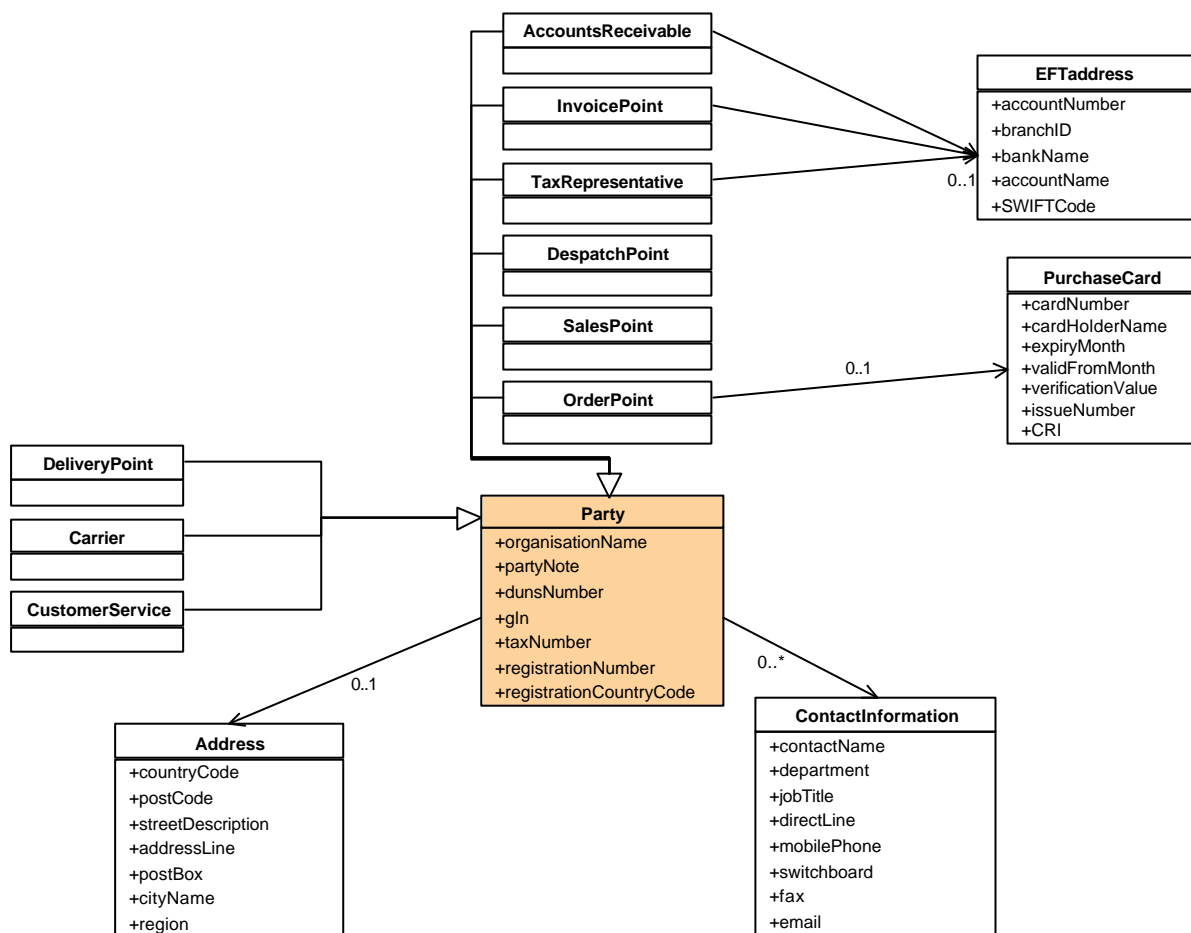 AccountsReceivable
InvoicePoint
TaxRepresentative
DespatchPoint
SalesPoint
OrderPoint
EFTaddress
+accountNumber
+branchID
+bankName
+accountName
+SWIFTCode
0..1
PurchaseCard
+cardNumber
+cardHolderName
+expiryMonth
+validFromMonth
+verificationValue
+issueNumber
+CRI
0..1
DeliveryPoint
Carrier
CustomerService
Party
+organisationName
+partyNote
+dunsNumber
+gln
+taxNumber
+registrationNumber
+registrationCountryCode
0..1
0..*
Address
+countryCode
+postCode
+streetDescription
+addressLine
+postBox
+cityName
+region
ContactInformation
+contactName
+department
+jobTitle
+directLine
+mobilePhone
+switchboard
+fax
+email